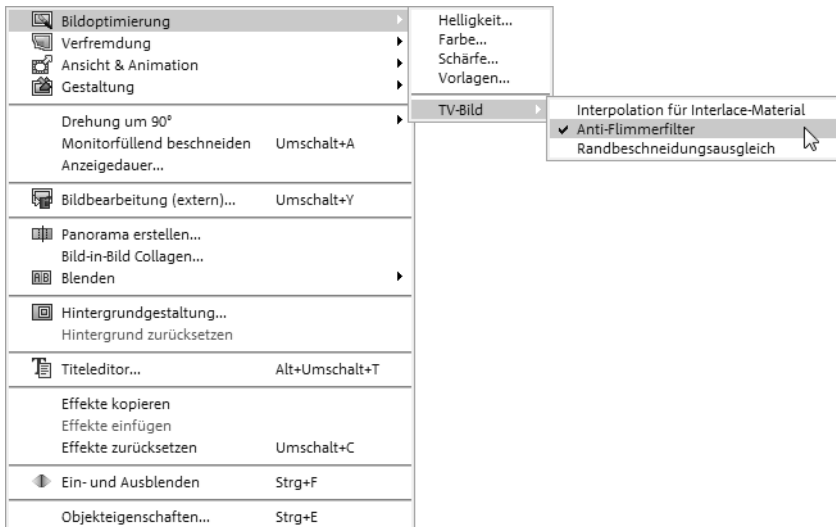 Bildoptimierung
Verfremdung
Ansicht & Animation
Gestaltung
Drehung um 90°
Monitorfüllend beschneiden Umschalt+A
Anzeigedauer...
Bildbearbeitung (extern)... Umschalt+Y
Panorama erstellen...
Bild-in-Bild Collagen...
A|B Blenden
Hintergrundgestaltung...
Hintergrund zurücksetzen
Titeleditor... Alt+Umschalt+T
Effekte kopieren
Effekte einfügen
Effekte zurücksetzen Umschalt+C
Ein- und Ausblenden Strg+F
Objekteigenschaften... Strg+E
Helligkeit...
Farbe...
Schärfe...
Vorlagen...
TV-Bild
Interpolation für Interlace-Material
Anti-Flimmerfilter
Randbeschneidungsausgleich